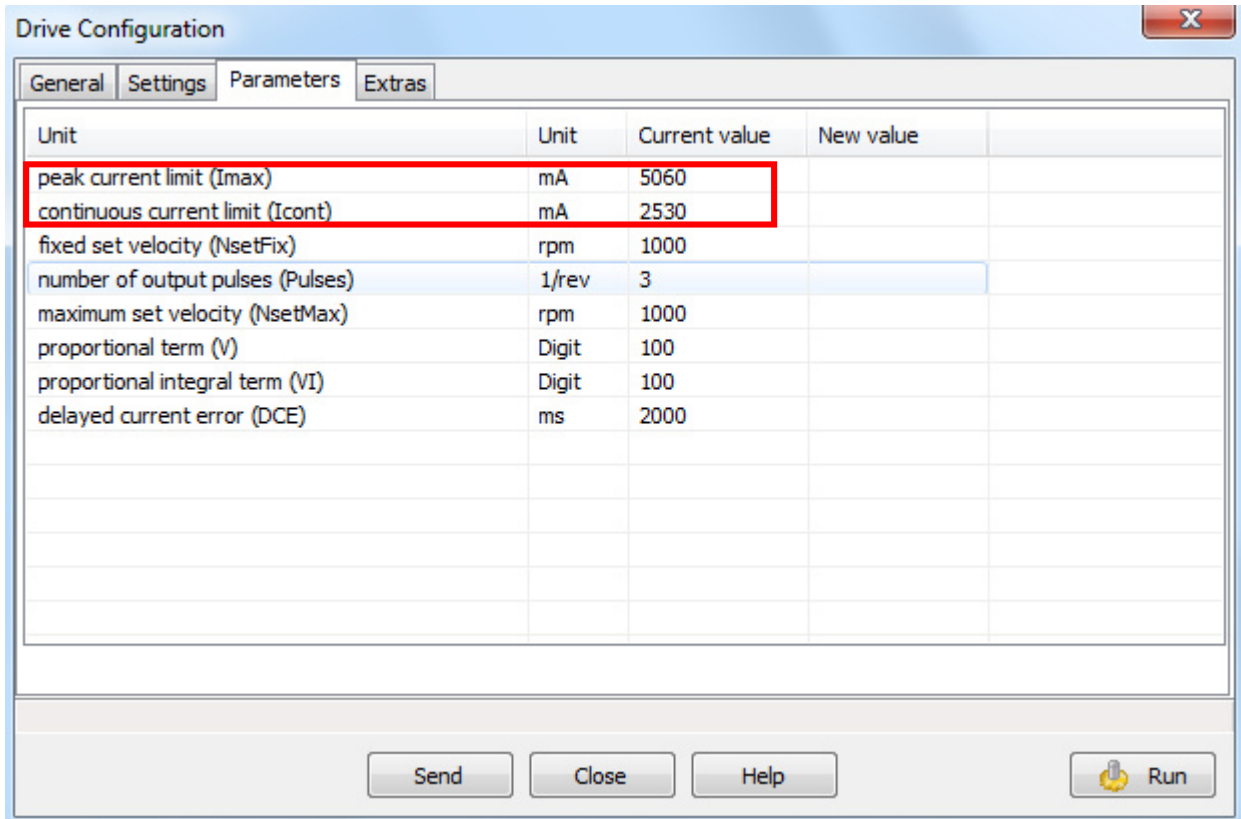 Drive Configuration
X
General Settings Parameters Extras
Unit Unit Current value New value
peak current limit (Imax) mA 5060
continuous current limit (Icont) mA 2530
fixed set velocity (NsetFix) rpm 1000
number of output pulses (Pulses) 1/rev 3
maximum set velocity (NsetMax) rpm 1000
proportional term (V) Digit 100
proportional integral term (VI) Digit 100
delayed current error (DCE) ms 2000
Send Close Help Run